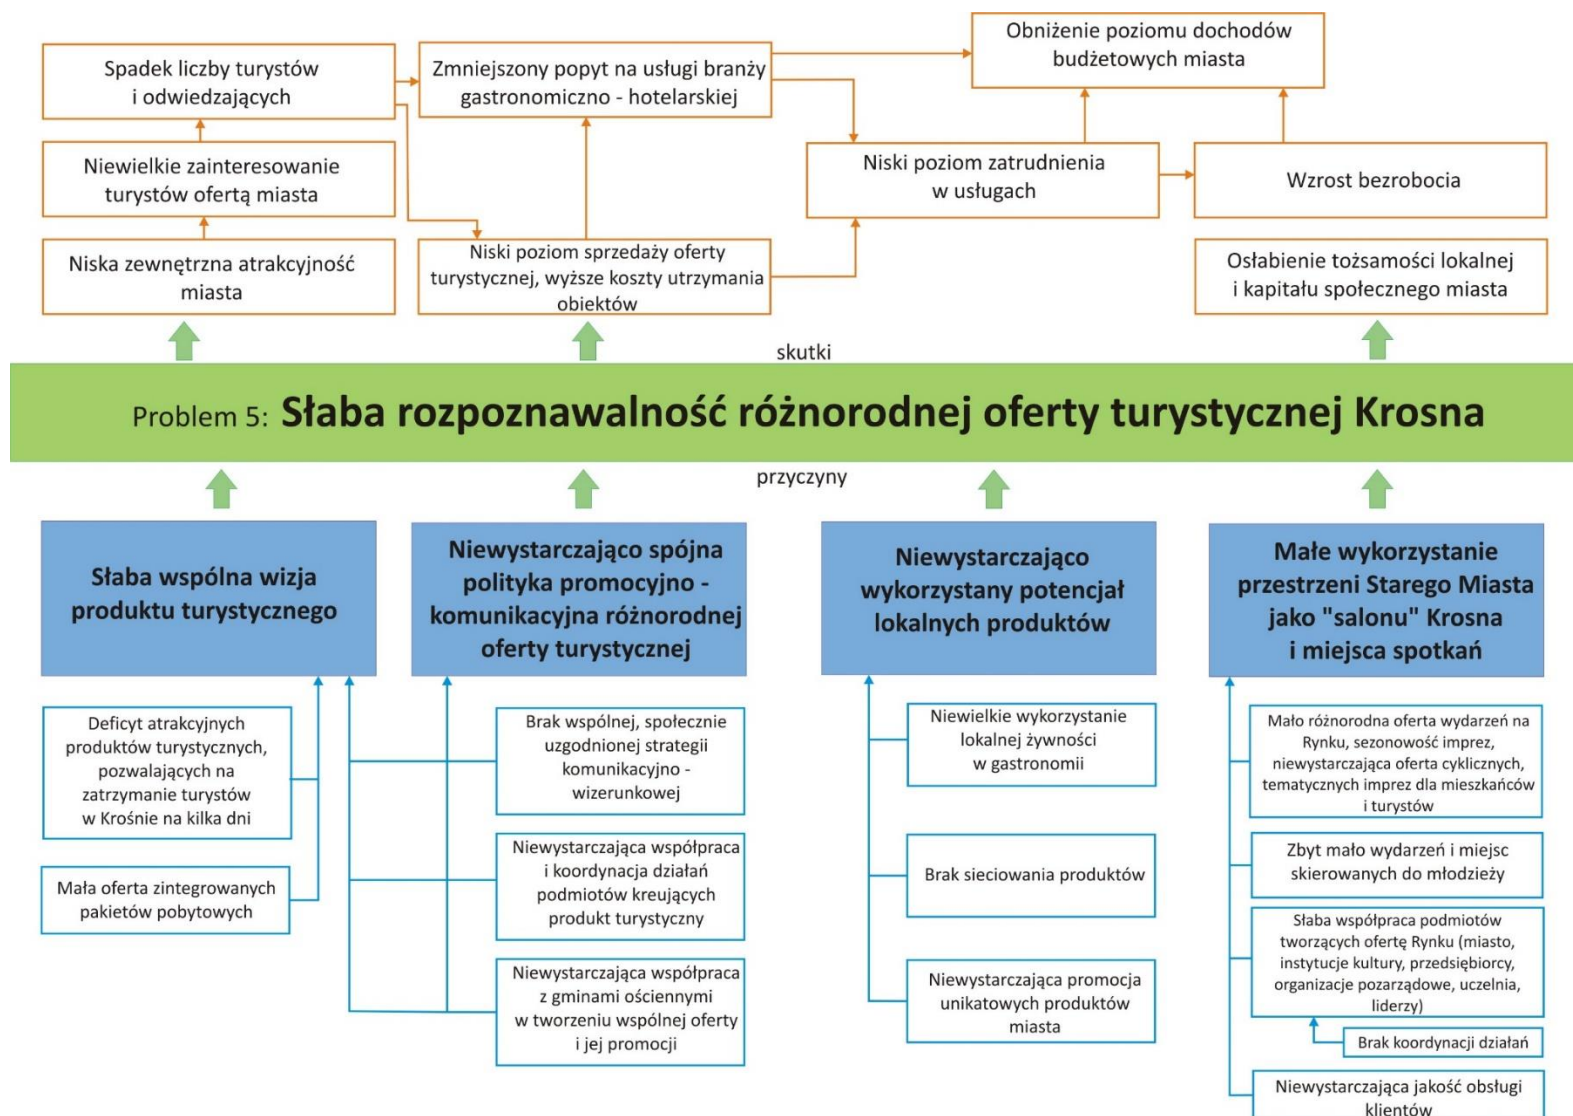 Spadek liczby turystów
i odwiedzających
Zmniejszony popyt na usługi branży
gastronomiczno - hotelarskiej
Obniżenie poziomu dochodów
budżetowych miasta
Niewielkie zainteresowanie
turystów ofertą miasta
Niski poziom zatrudnienia
w usługach
Wzrost bezrobocia
Niska zewnętrzna atrakcyjność
miasta
Niski poziom sprzedaży oferty
turystycznej, wyższe koszty utrzymania
obiektów
Osłabienie tożsamości lokalnej
i kapitału społecznego miasta
skutki
Problem 5: Słaba rozpoznawalność różnorodnej oferty turystycznej Krosna
przyczyny
Słaba wspólna wizja
produktu turystycznego
Niewystarczająco spójna
polityka promocyjno -
komunikacyjna różnorodnej
oferty turystycznej
Niewystarczająco
wykorzystany potencjał
lokalnych produktów
Małe wykorzystanie
przestrzeni Starego Miasta
jako "salonu" Krosna
i miejsca spotkań
Deficyt atrakcyjnych
produktów turystycznych,
pozwalających na
zatrzymanie turystów
w Krośnie na kilka dni
Mała oferta zintegrowanych
pakietów pobytowych
Brak wspólnej, społecznie
uzgodnionej strategii
komunikacyjno -
wizerunkowej
Niewystarczająca współpraca
i koordynacja działań
podmiotów kreujących
produkt turystyczny
Niewystarczająca współpraca
z gminami ościennymi
w tworzeniu wspólnej oferty
i jej promocji
Niewielkie wykorzystanie
lokalnej żywności
w gastronomii
Brak sieciowania produktów
Niewystarczająca promocja
unikatowych produktów
miasta
Mało różnorodna oferta wydarzeń na
Rynku, sezonowość imprez,
niewystarczająca oferta cyklicznych,
tematycznych imprez dla mieszkańców
i turystów
Zbyt mało wydarzeń i miejsc
skierowanych do młodzieży
Słaba współpraca podmiotów
tworzących ofertę Rynku (miasto,
instytucje kultury, przedsiębiorcy,
organizacje pozarządowe, uczelnia,
liderzy)
Brak koordynacji działań
Niewystarczająca jakość obsługi
klientów